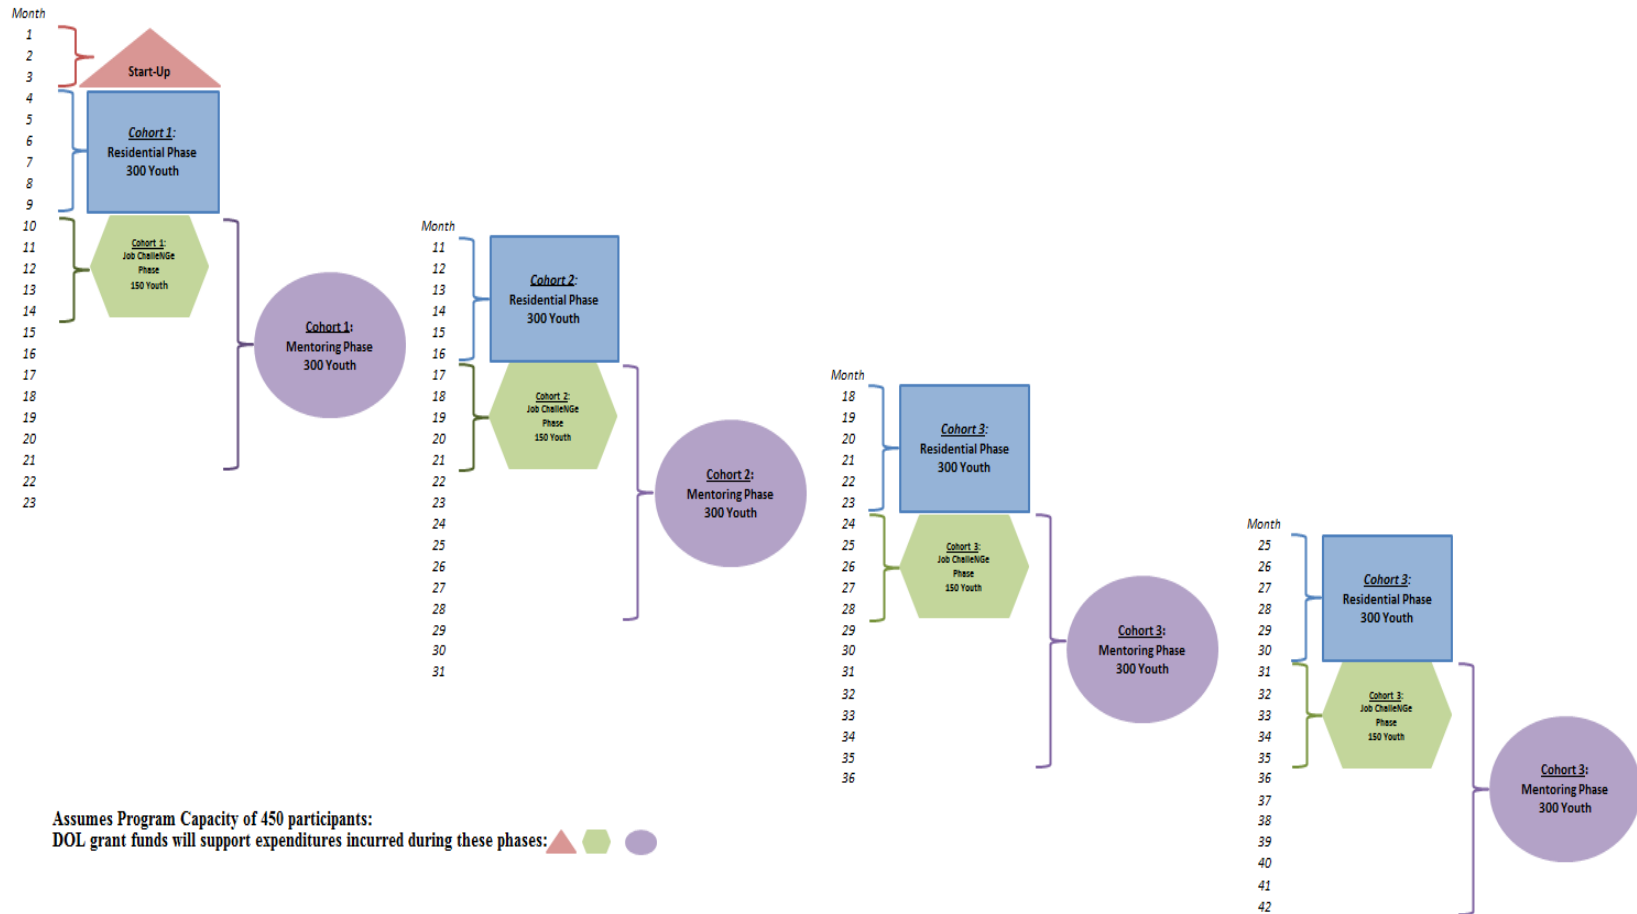 Month
1
2
3
4
5
6
7
8
9
10
11
12
13
14
15
16
17
18
19
20
21
22
23
Start-Up
Cohort 1:
Residential Phase
300 Youth
Cohort 1:
Job ChalleNGe
Phase
150 Youth
Cohort 1:
Mentoring Phase
300 Youth
Month
11
12
13
14
15
16
17
18
19
20
21
22
23
24
25
26
27
28
29
30
31
Cohort 2:
Residential Phase
300 Youth
Cohort 2:
Job ChalleNGe
Phase
150 Youth
Cohort 2:
Mentoring Phase
300 Youth
Month
18
19
20
21
22
23
24
25
26
27
28
29
30
31
32
33
34
35
36
Cohort 3:
Residential Phase
300 Youth
Cohort 3:
Job ChalleNGe
Phase
150 Youth
Cohort 3:
Mentoring Phase
300 Youth
Month
25
26
27
28
29
30
31
32
33
34
35
36
37
38
39
40
41
42
Cohort 3:
Residential Phase
300 Youth
Cohort 3:
Job ChalleNGe
Phase
150 Youth
Cohort 3:
Mentoring Phase
300 Youth
Assumes Program Capacity of 450 participants:
DOL grant funds will support expenditures incurred during these phases: